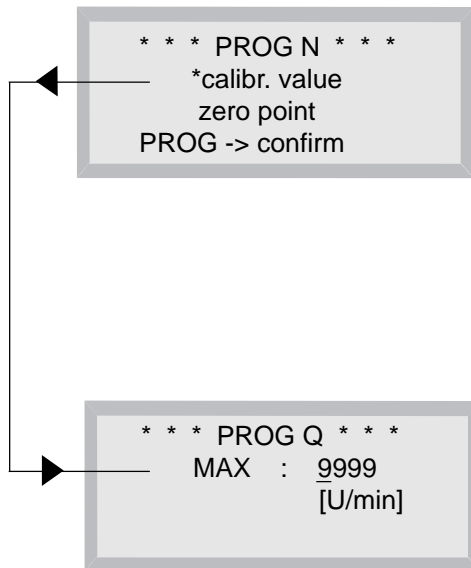 * * * PROG N * * *
*calibr. value
zero point
PROG -> confirm
* * * PROG Q * * *
MAX : 9999
[U/min]